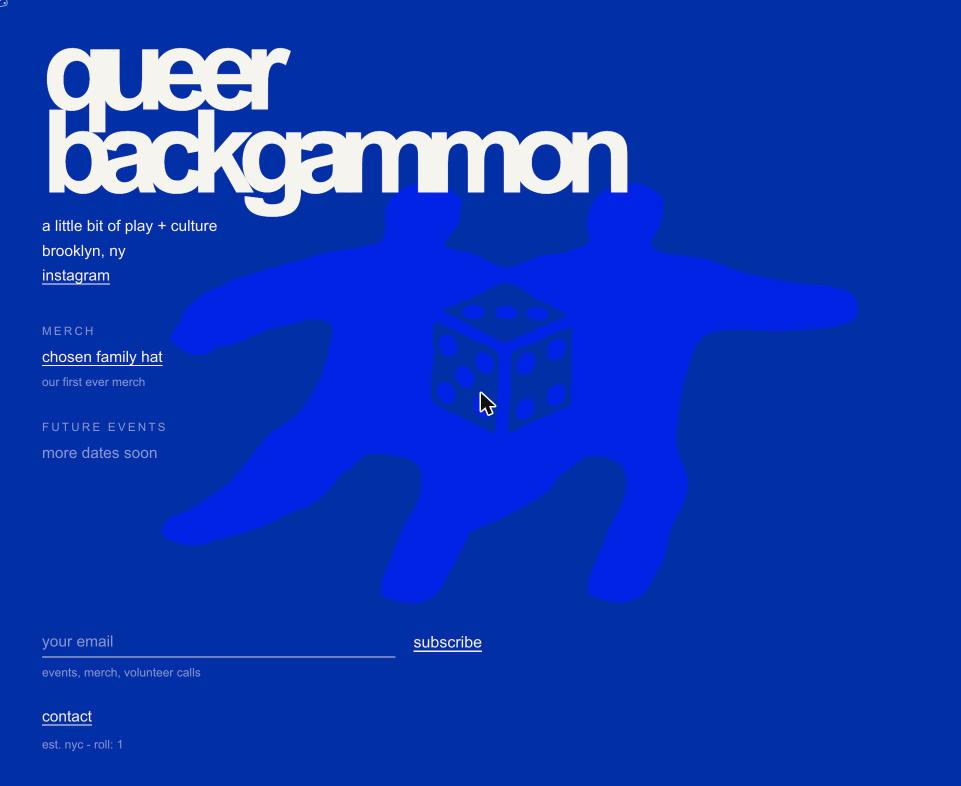 queer
backgammon
a little bit of play + culture
brooklyn, ny
instagram
MERCH
chosen family hat
our first ever merch
FUTURE EVENTS
more dates soon
your email
subscribe
events, merch, volunteer calls
contact
est. nyc - roll: 1